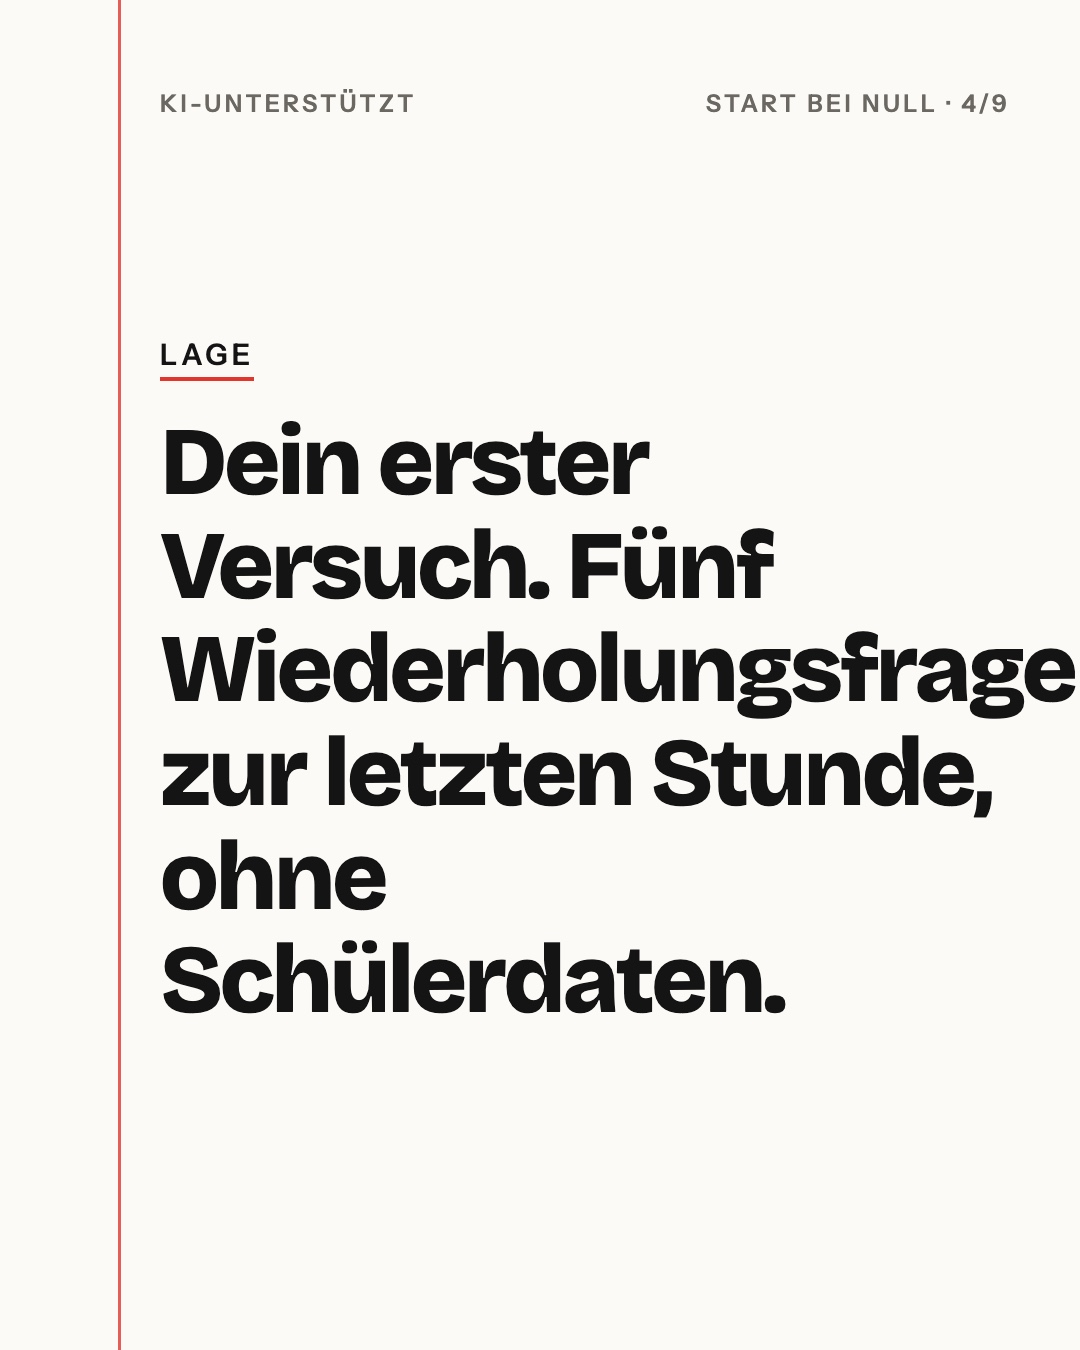 KI-UNTERSTÜTZT
START BEI NULL · 4/9
LAGE
Dein erster
Versuch. Fünf
Wiederholungsfrage
zur letzten Stunde,
ohne
Schülerdaten.